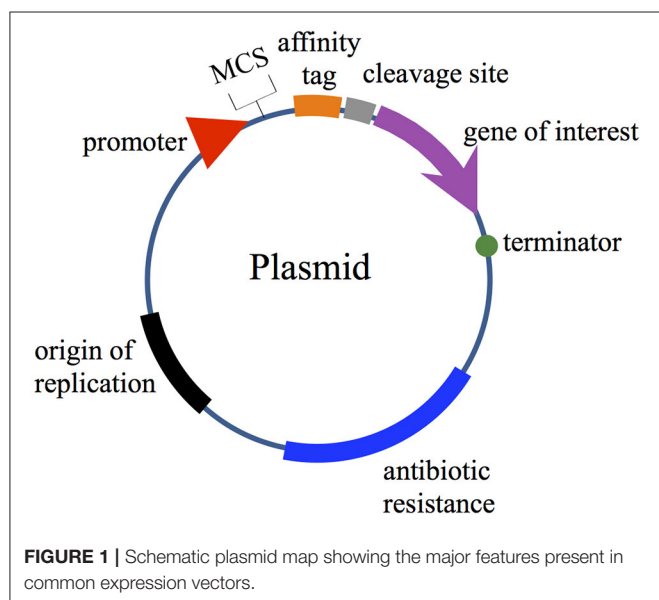 MCS
affinity
tag
cleavage site
promoter
gene of interest
terminator
Plasmid
origin of
replication
antibiotic
resistance
FIGURE 1 | Schematic plasmid map showing the major features present in
common expression vectors.